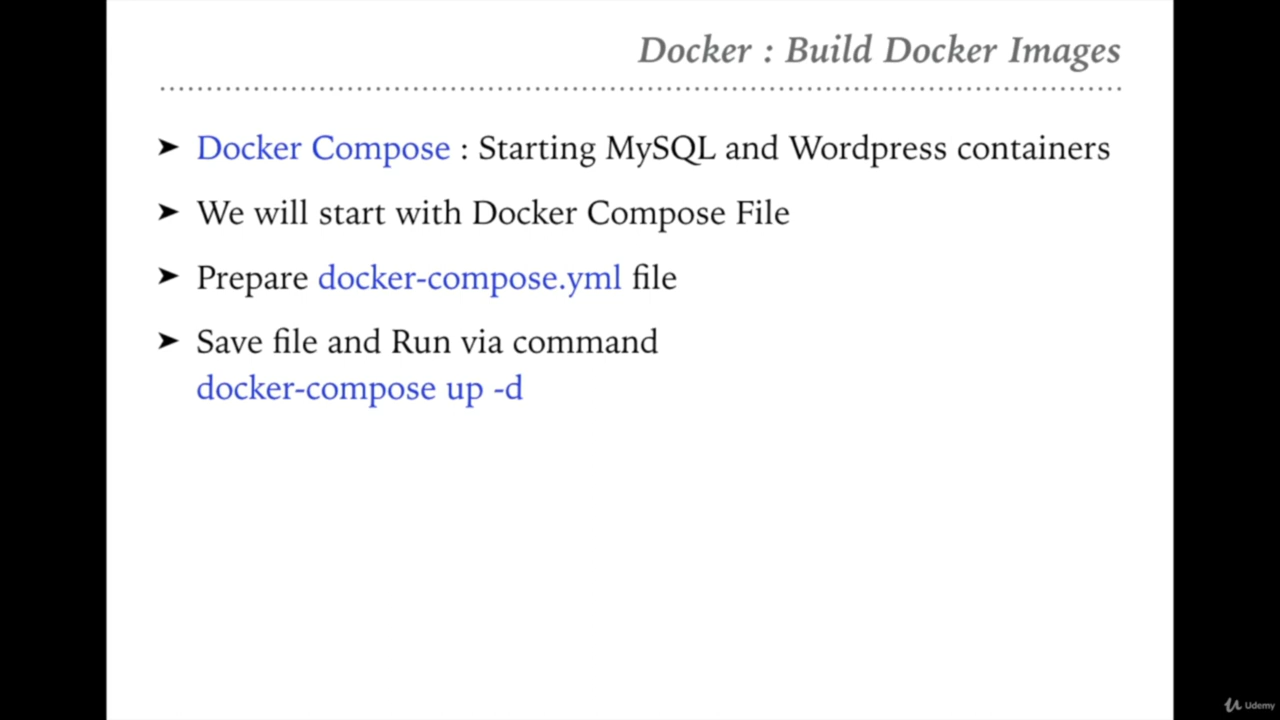 Docker : Build Docker Images
➤ Docker Compose : Starting MySQL and Wordpress containers
➤ We will start with Docker Compose File
➤ Prepare docker-compose.yml file
➤ Save file and Run via command
docker-compose up -d
Udemy